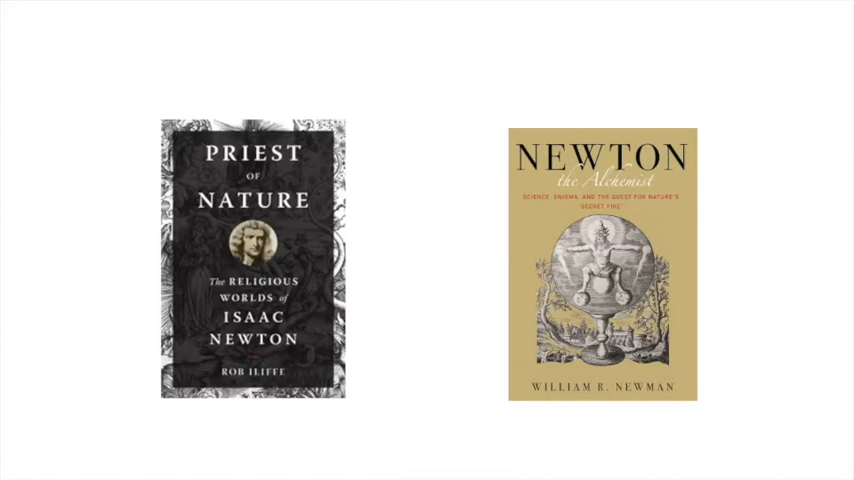 PRIEST
OF
NATURE
The RELIGIOUS
WORLDS of
ISAAC
NEWTON
ROB ILIFFE
NEWTON
the Alchemist
SCIENCE, ENIGMA, AND THE QUEST FOR NATURE'S
"SECRET FIRE"
WILLIAM R. NEWMAN